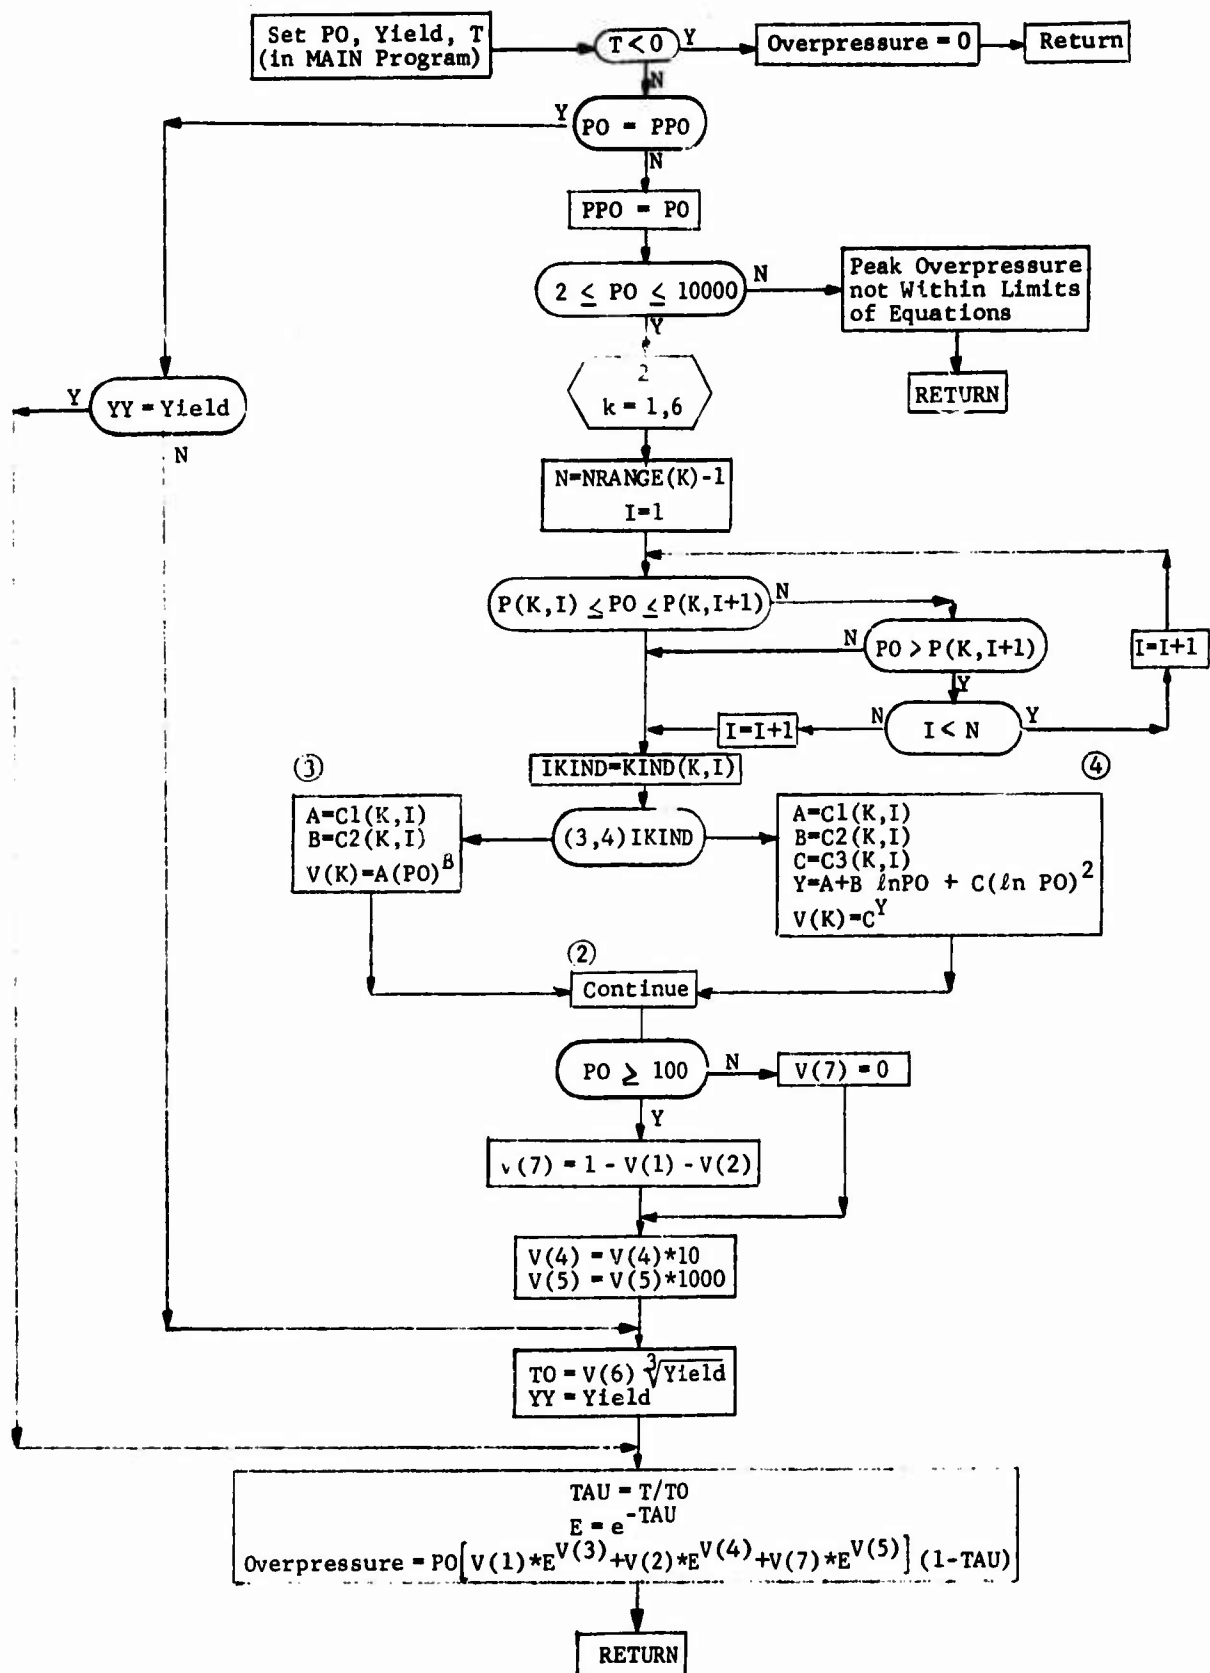 Set PO, Yield, T
(in MAIN Program)
T < 0
Y
Overpressure = 0
Return
N
Y
PO = PPO
N
PPO = PO
2 ≤ PO ≤ 10000
N
Peak Overpressure
not Within Limits
of Equations
Y
RETURN
2
k = 1,6
Y
YY = Yield
N
N=NRANGE(K)-1
I=1
P(K,I) ≤ PO ≤ P(K,I+1)
N
N
PO > P(K,I+1)
I=I+1
Y
N
I < N
Y
I=I+1
IKIND=KIND(K,I)
③
④
A=C1(K,I)
B=C2(K,I)
V(K)=A(PO)^B
(3,4)IKIND
A=C1(K,I)
B=C2(K,I)
C=C3(K,I)
Y=A+B ℓnPO + C(ℓn PO)^2
V(K)=C^Y
②
Continue
PO ≥ 100
N
V(7) = 0
Y
v(7) = 1 - V(1) - V(2)
V(4) = V(4)*10
V(5) = V(5)*1000
TO = V(6) ∛Yield
YY = Yield
TAU = T/TO
E = e^-TAU
Overpressure = PO[V(1)*E^V(3)+V(2)*E^V(4)+V(7)*E^V(5)] (1-TAU)
RETURN